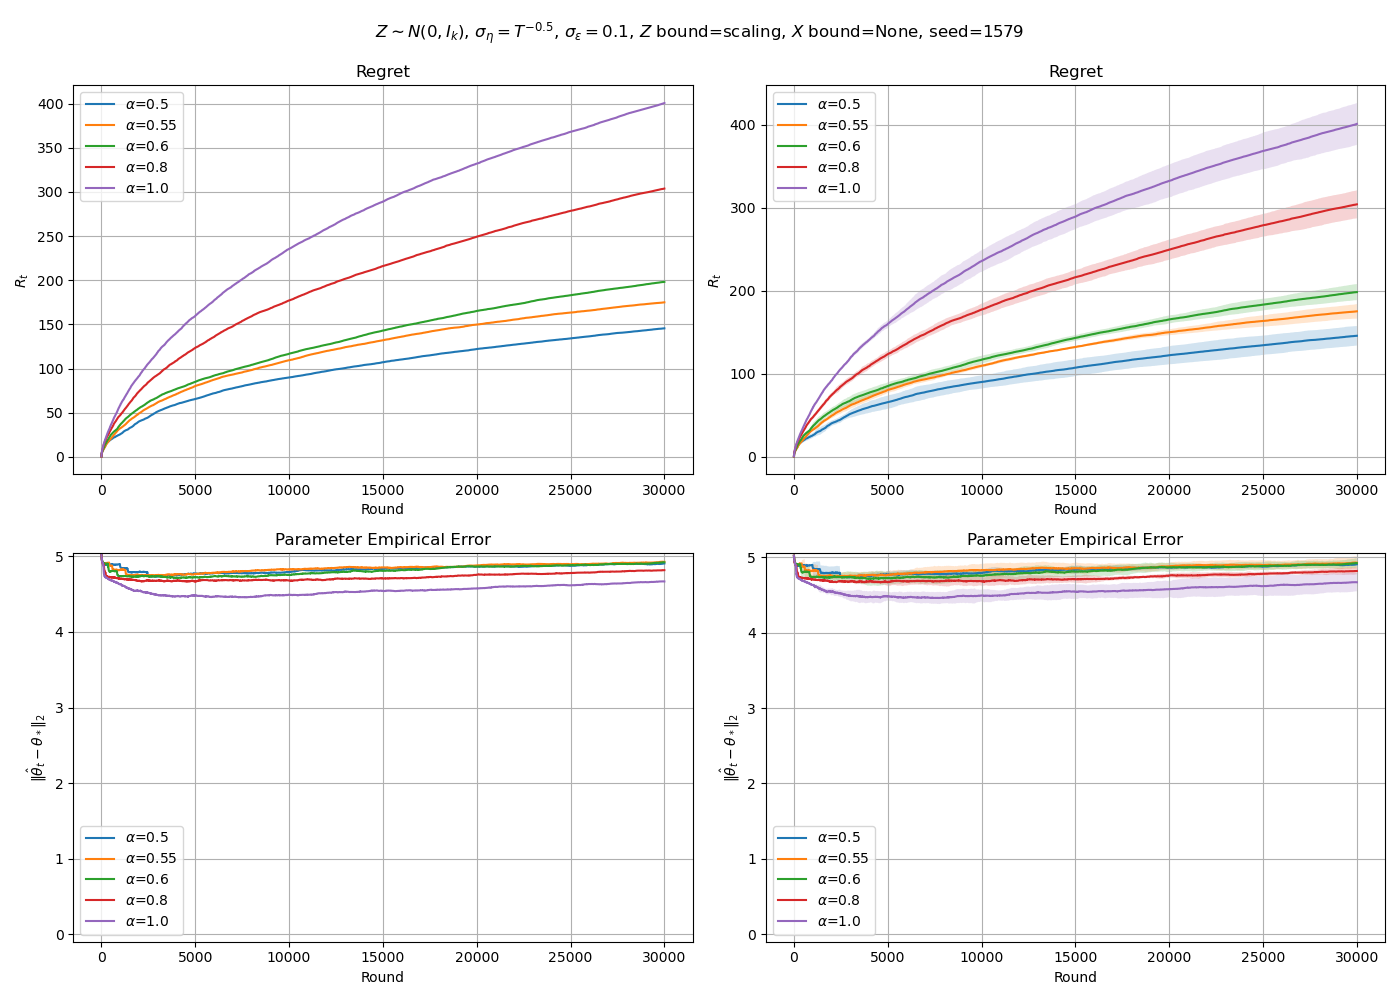 Z ~ N(0, I_k), σ_η = T^{-0.5}, σ_ε = 0.1, Z bound=scaling, X bound=None, seed=1579
Regret
R_t
400
350
300
250
200
150
100
50
0
α=0.5
α=0.55
α=0.6
α=0.8
α=1.0
0 5000 10000 15000 20000 25000 30000
Round
Regret
R_t
400
300
200
100
0
α=0.5
α=0.55
α=0.6
α=0.8
α=1.0
0 5000 10000 15000 20000 25000 30000
Round
Parameter Empirical Error
‖θ̂_t − θ_*‖_2
5
4
3
2
1
0
α=0.5
α=0.55
α=0.6
α=0.8
α=1.0
0 5000 10000 15000 20000 25000 30000
Round
Parameter Empirical Error
‖θ̂_t − θ_*‖_2
5
4
3
2
1
0
α=0.5
α=0.55
α=0.6
α=0.8
α=1.0
0 5000 10000 15000 20000 25000 30000
Round